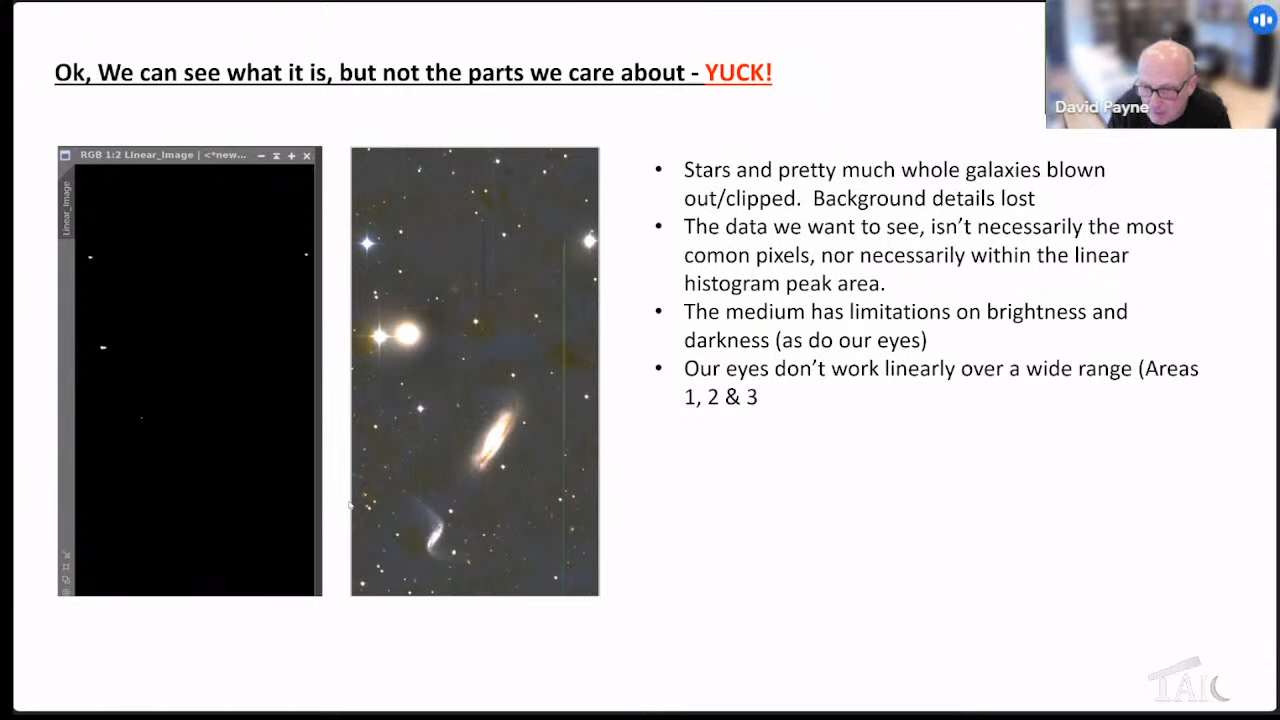 Ok, We can see what it is, but not the parts we care about - YUCK!
David Payne
RGB 1:2 Linear_Image | <*new...
Linear_Image
• Stars and pretty much whole galaxies blown
out/clipped. Background details lost
• The data we want to see, isn’t necessarily the most
comon pixels, nor necessarily within the linear
histogram peak area.
• The medium has limitations on brightness and
darkness (as do our eyes)
• Our eyes don’t work linearly over a wide range (Areas
1, 2 & 3
TAIC